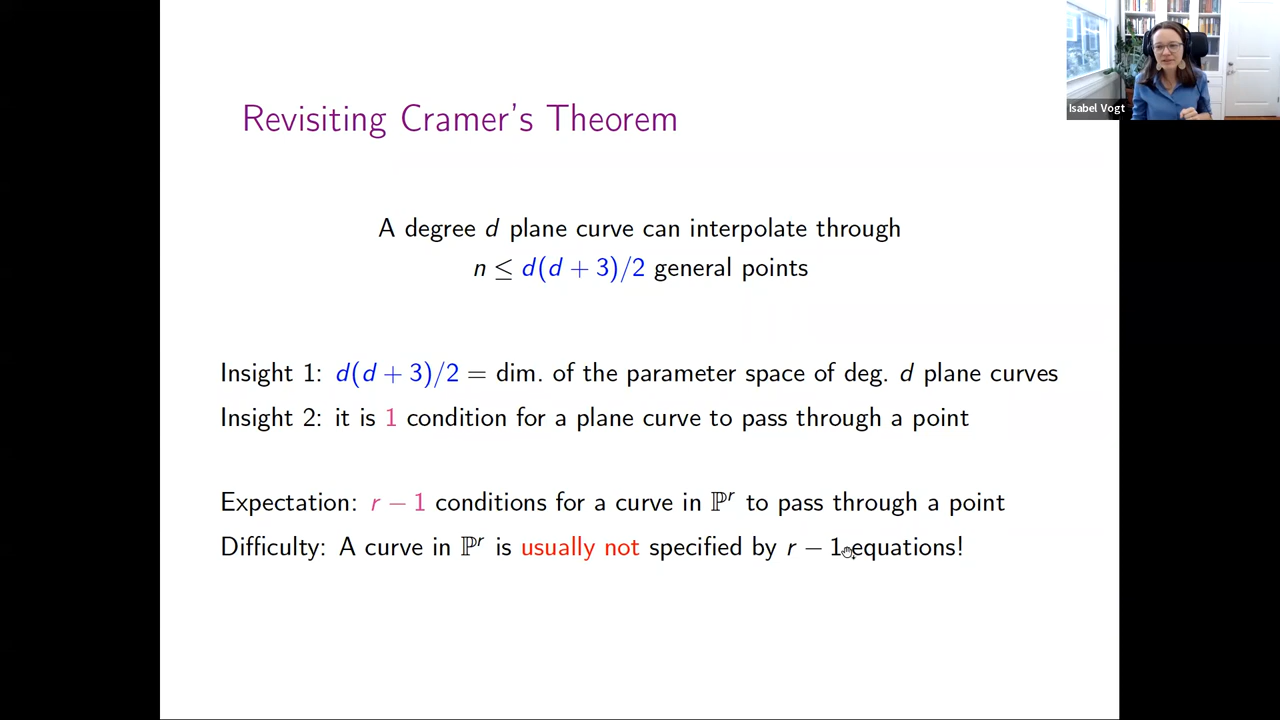 Isabel Vogt
Revisiting Cramer's Theorem
A degree d plane curve can interpolate through
n ≤ d(d + 3)/2 general points
Insight 1: d(d + 3)/2 = dim. of the parameter space of deg. d plane curves
Insight 2: it is 1 condition for a plane curve to pass through a point
Expectation: r − 1 conditions for a curve in ℙʳ to pass through a point
Difficulty: A curve in ℙʳ is usually not specified by r − 1 equations!